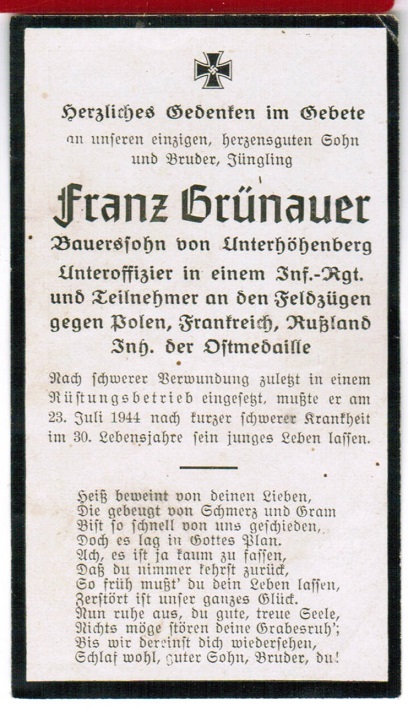 Herzliches Gedenken im Gebete
an unseren einzigen, herzensguten Sohn
und Bruder, Jüngling
Franz Grünauer
Bauerssohn von Unterhöhenberg
Unteroffizier in einem Inf.-Rgt.
und Teilnehmer an den Feldzügen
gegen Polen, Frankreich, Rußland
Inh. der Ostmedaille
Nach schwerer Verwundung zuletzt in einem
Rüstungsbetrieb eingesetzt, mußte er am
23. Juli 1944 nach kurzer schwerer Krankheit
im 30. Lebensjahre sein junges Leben lassen.
Heiß beweint von deinen Lieben,
Die gebeugt von Schmerz und Gram
Bist so schnell von uns geschieden,
Doch es lag in Gottes Plan.
Ach, es ist ja kaum zu fassen,
Daß du nimmer kehrst zurück,
So früh mußt' du dein Leben lassen,
Zerstört ist unser ganzes Glück.
Nun ruhe aus, du gute, treue Seele,
Nichts möge stören deine Grabesruh';
Bis wir dereinst dich wiedersehen,
Schlaf wohl, guter Sohn, Bruder, du!